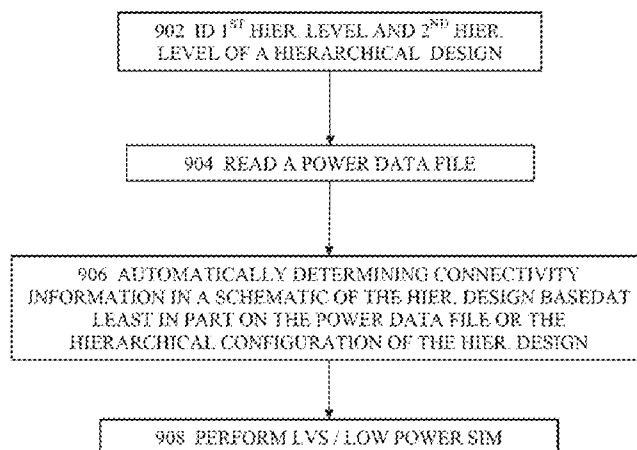 902 ID 1ST HIER. LEVEL AND 2ND HIER.
LEVEL OF A HIERARCHICAL DESIGN
904 READ A POWER DATA FILE
906 AUTOMATICALLY DETERMINING CONNECTIVITY
INFORMATION IN A SCHEMATIC OF THE HIER. DESIGN BASEDAT
LEAST IN PART ON THE POWER DATA FILE OR THE
HIERARCHICAL CONFIGURATION OF THE HIER. DESIGN
908 PERFORM LVS / LOW POWER SIM